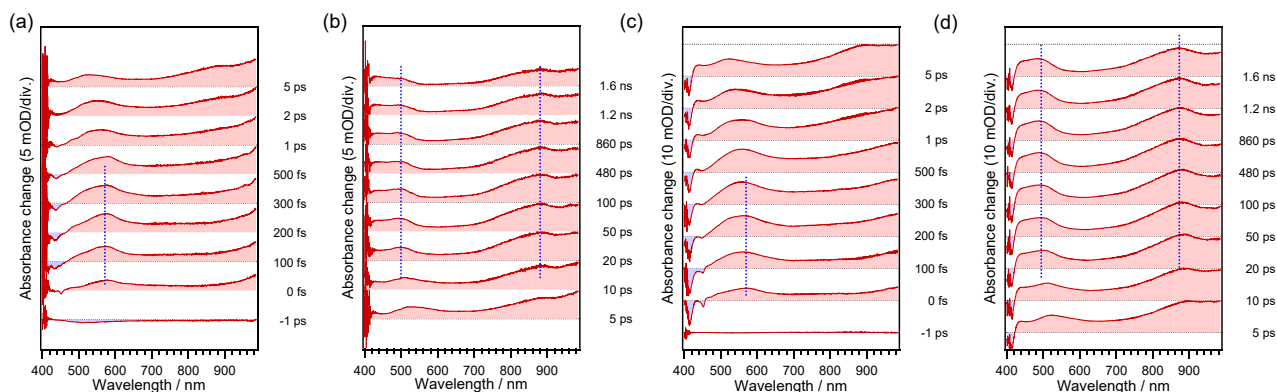 (a)
Absorbance change (5 mOD/div.)
5 ps
2 ps
1 ps
500 fs
300 fs
200 fs
100 fs
0 fs
-1 ps
400 500 600 700 800 900
Wavelength / nm
(b)
Absorbance change (5 mOD/div.)
1.6 ns
1.2 ns
860 ps
480 ps
100 ps
50 ps
20 ps
10 ps
5 ps
400 500 600 700 800 900
Wavelength / nm
(c)
Absorbance change (10 mOD/div.)
5 ps
2 ps
1 ps
500 fs
300 fs
200 fs
100 fs
0 fs
-1 ps
400 500 600 700 800 900
Wavelength / nm
(d)
Absorbance change (10 mOD/div.)
1.6 ns
1.2 ns
860 ps
480 ps
100 ps
50 ps
20 ps
10 ps
5 ps
400 500 600 700 800 900
Wavelength / nm